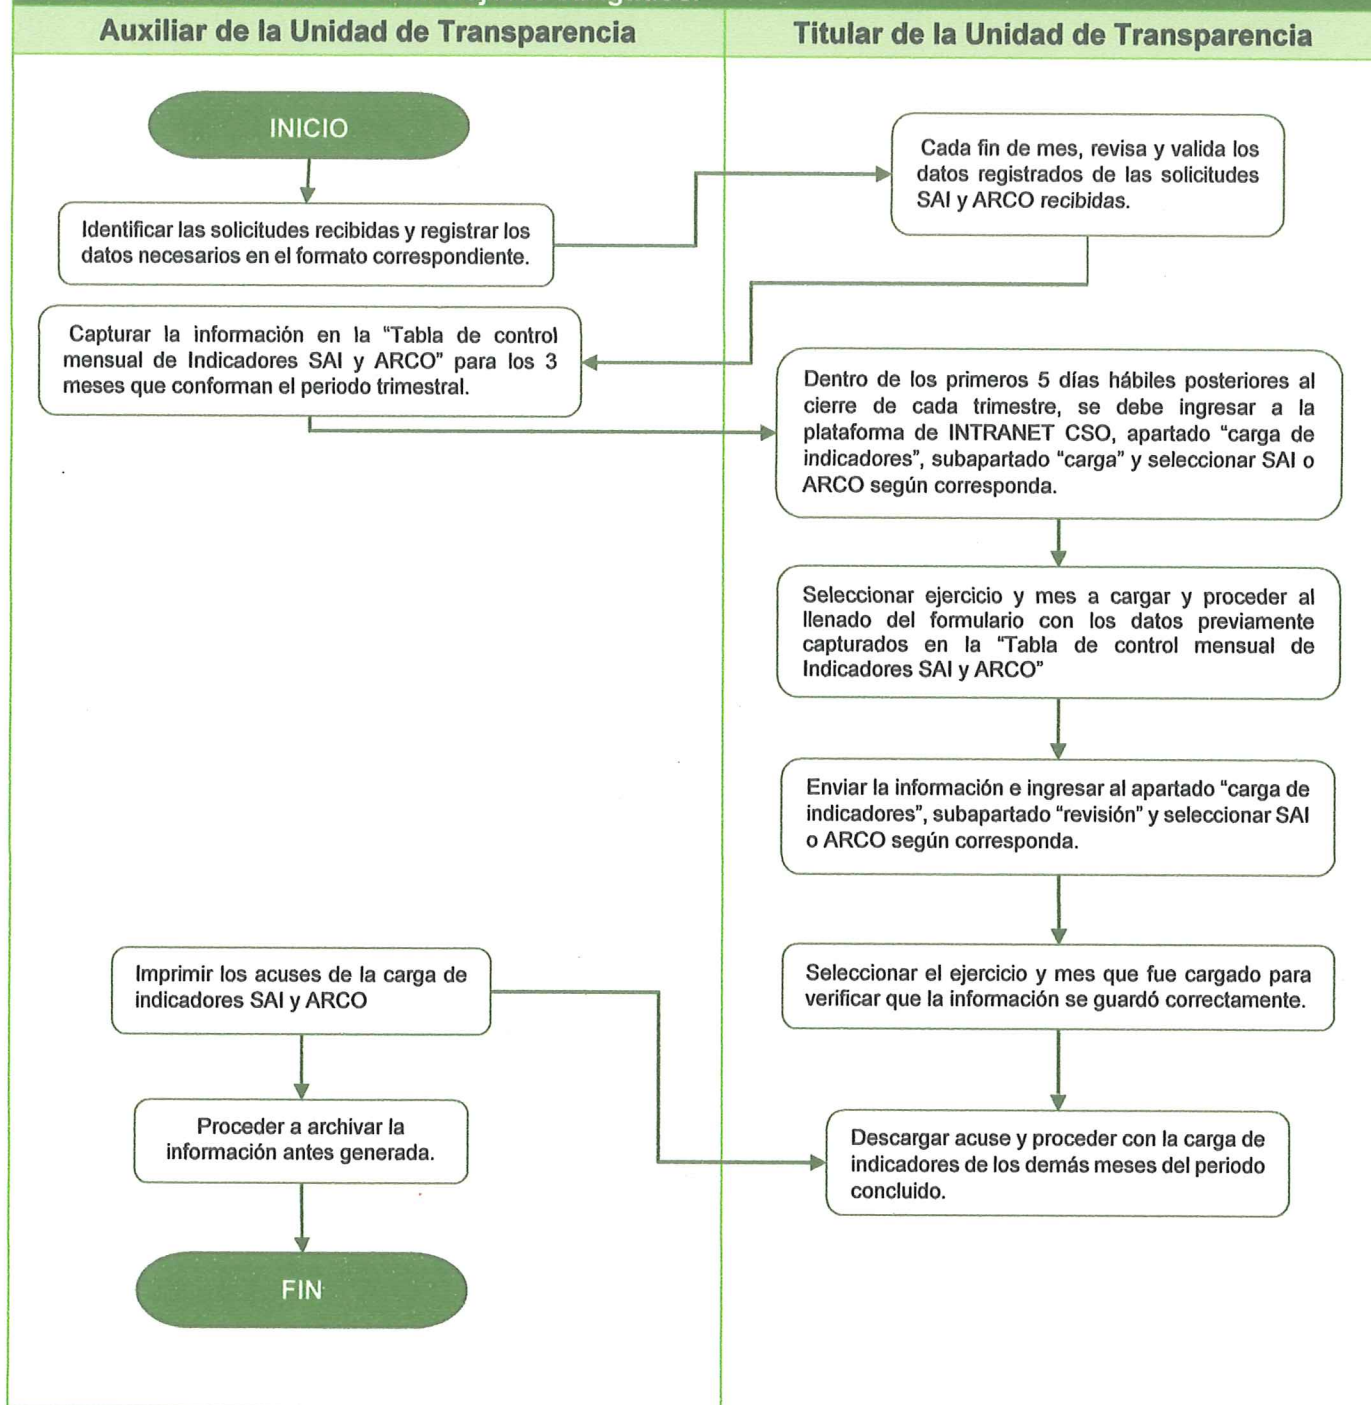 Auxiliar de la Unidad de Transparencia
Titular de la Unidad de Transparencia
INICIO
Cada fin de mes, revisa y valida los
datos registrados de las solicitudes
SAI y ARCO recibidas.
Identificar las solicitudes recibidas y registrar los
datos necesarios en el formato correspondiente.
Capturar la información en la “Tabla de control
mensual de Indicadores SAI y ARCO” para los 3
meses que conforman el periodo trimestral.
Dentro de los primeros 5 días hábiles posteriores al
cierre de cada trimestre, se debe ingresar a la
plataforma de INTRANET CSO, apartado “carga de
indicadores”, subapartado “carga” y seleccionar SAI o
ARCO según corresponda.
Seleccionar ejercicio y mes a cargar y proceder al
llenado del formulario con los datos previamente
capturados en la “Tabla de control mensual de
Indicadores SAI y ARCO”
Enviar la información e ingresar al apartado “carga de
indicadores”, subapartado “revisión” y seleccionar SAI
o ARCO según corresponda.
Seleccionar el ejercicio y mes que fue cargado para
verificar que la información se guardó correctamente.
Imprimir los acuses de la carga de
indicadores SAI y ARCO
Descargar acuse y proceder con la carga de
indicadores de los demás meses del periodo
concluido.
Proceder a archivar la
información antes generada.
FIN